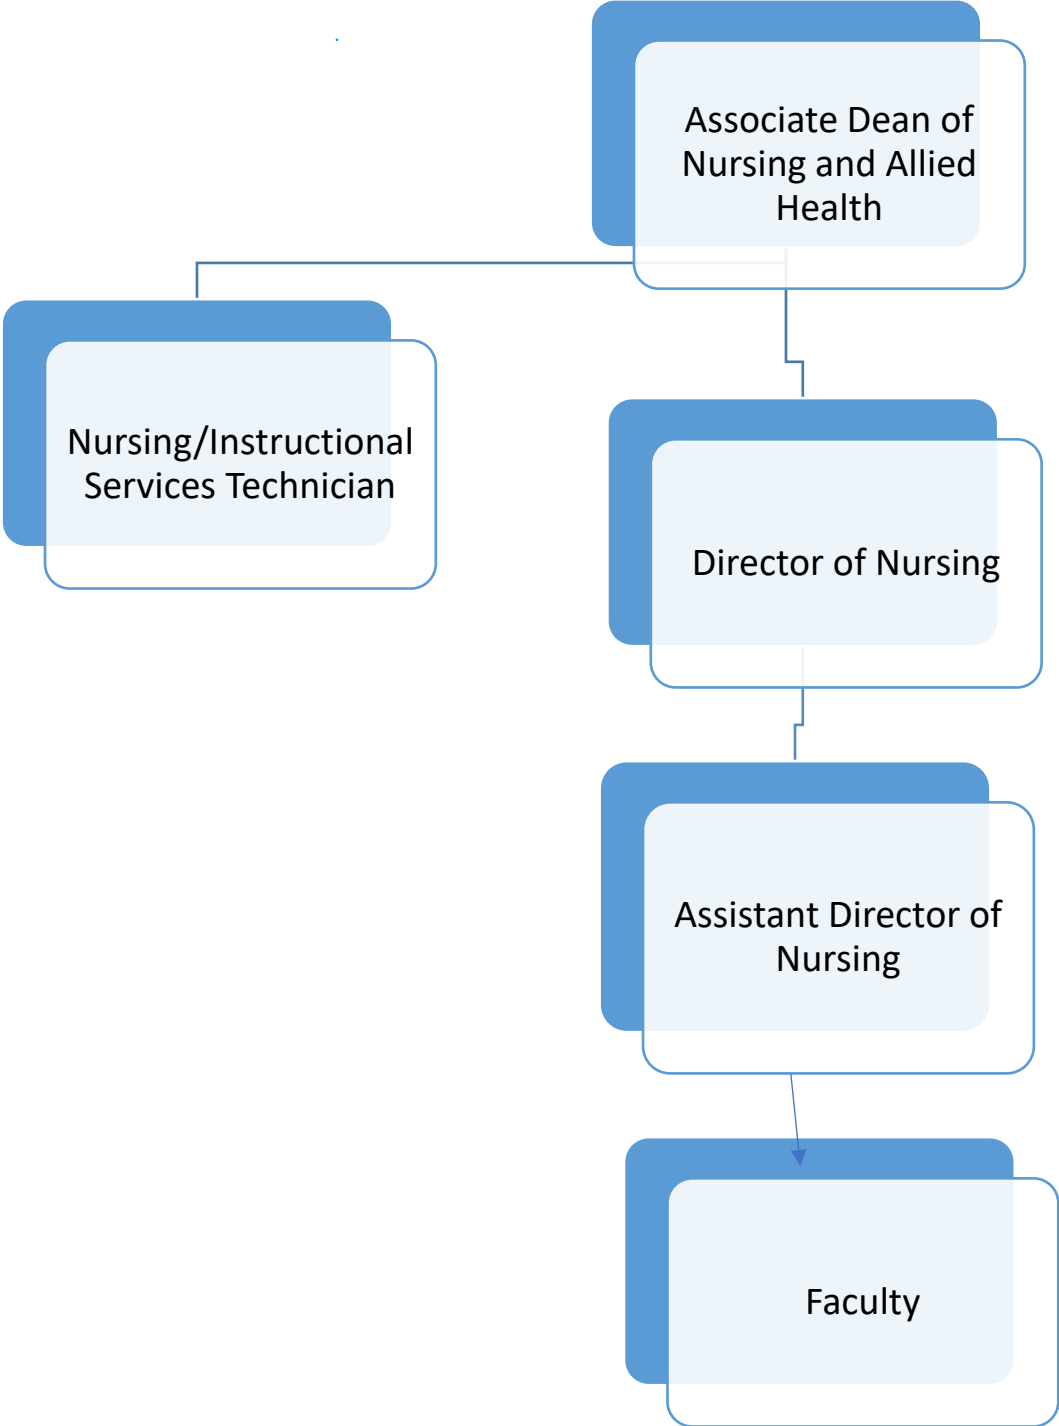 Associate Dean of
Nursing and Allied
Health
Nursing/Instructional
Services Technician
Director of Nursing
Assistant Director of
Nursing
Faculty